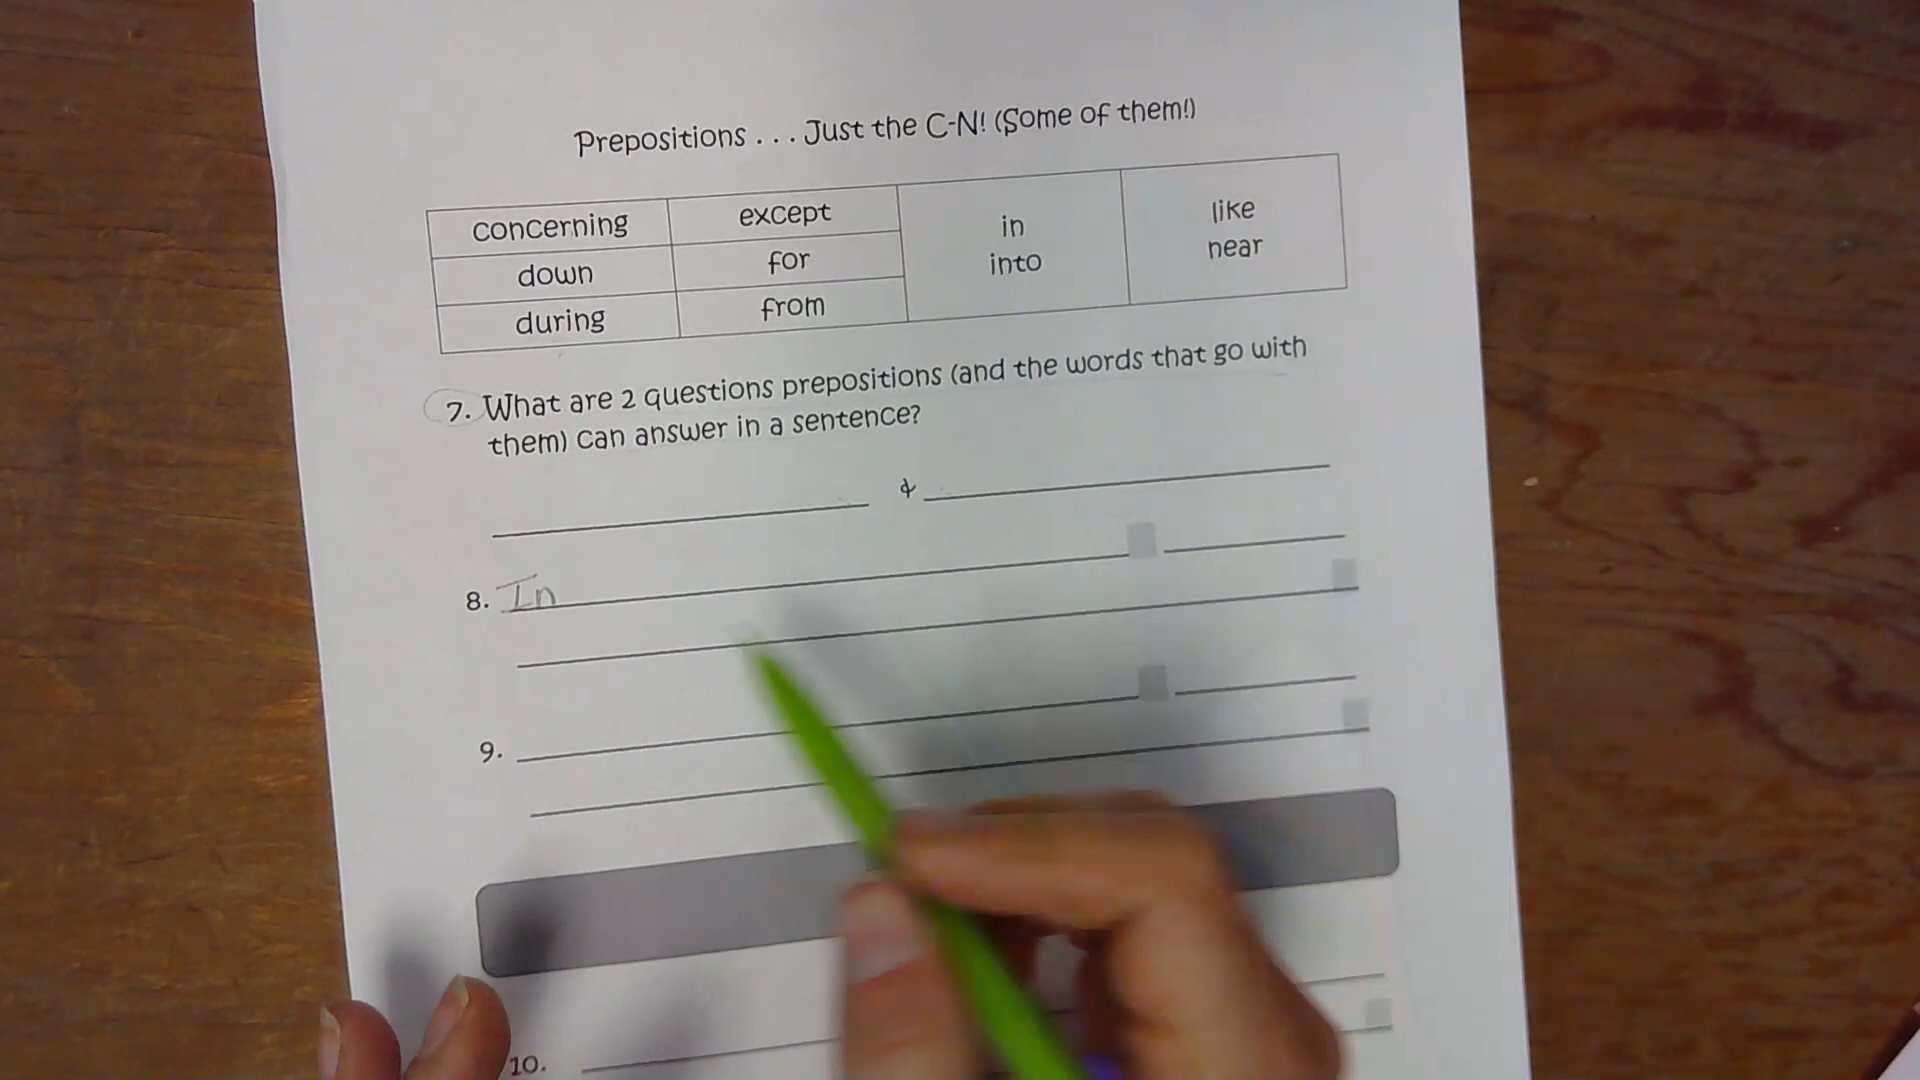 Prepositions . . . Just the C-N! (Some of them!)
concerning except in like
down for into near
during from
7. What are 2 questions prepositions (and the words that go with
them) can answer in a sentence?
&
8. In
9.
10.